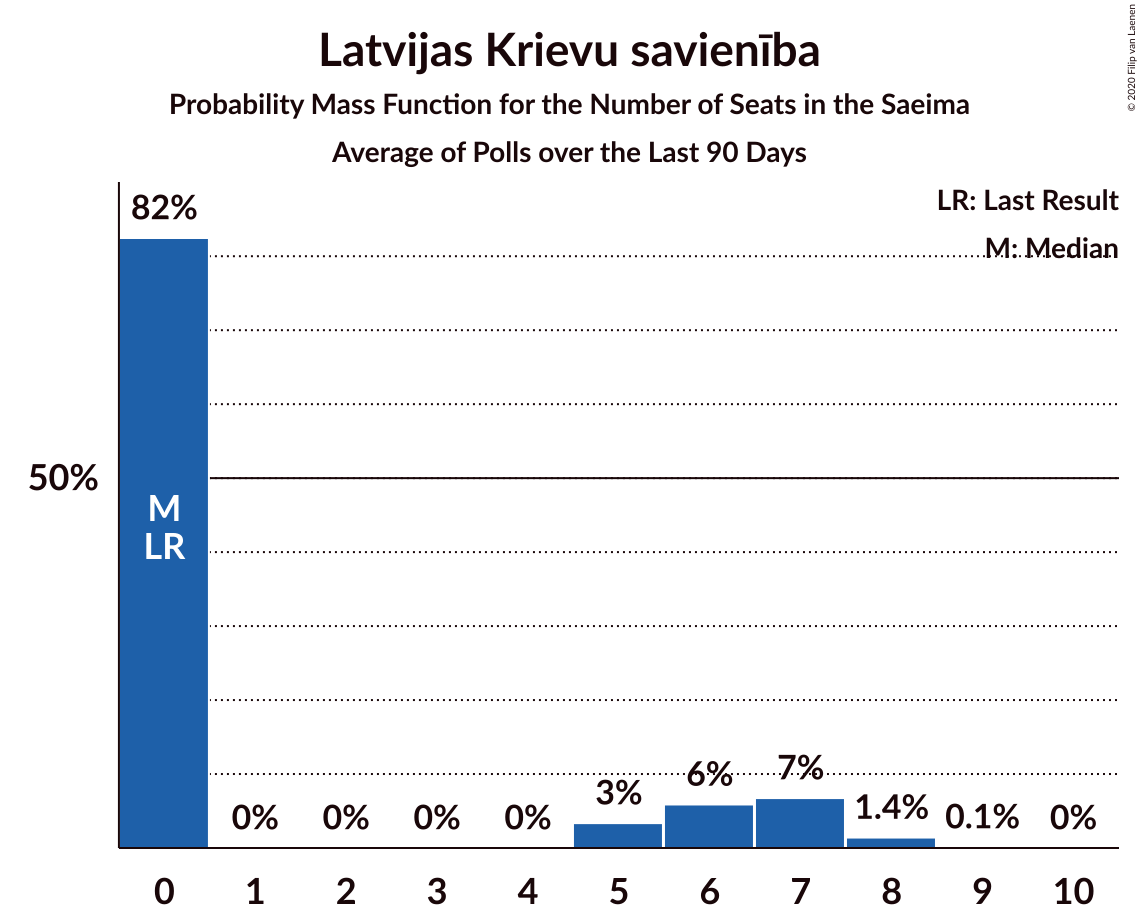 Latvijas Krievu savienība
Probability Mass Function for the Number of Seats in the Saeima
Average of Polls over the Last 90 Days
© 2020 Filip van Laenen
LR: Last Result
M: Median
82%
50%
M
LR
0%
0%
0%
0%
3%
6%
7%
1.4%
0.1%
0%
0 1 2 3 4 5 6 7 8 9 10